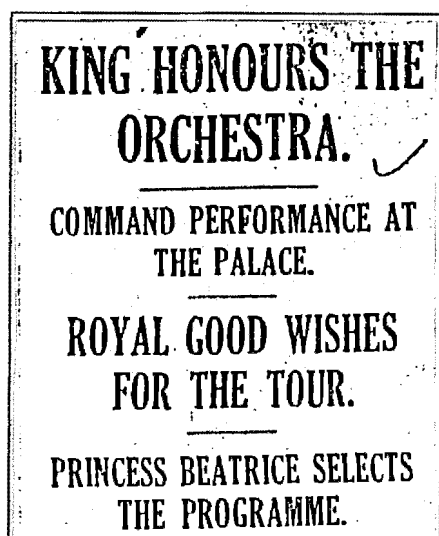 KING HONOURS THE
ORCHESTRA.
COMMAND PERFORMANCE AT
THE PALACE.
ROYAL GOOD WISHES
FOR THE TOUR.
PRINCESS BEATRICE SELECTS
THE PROGRAMME.